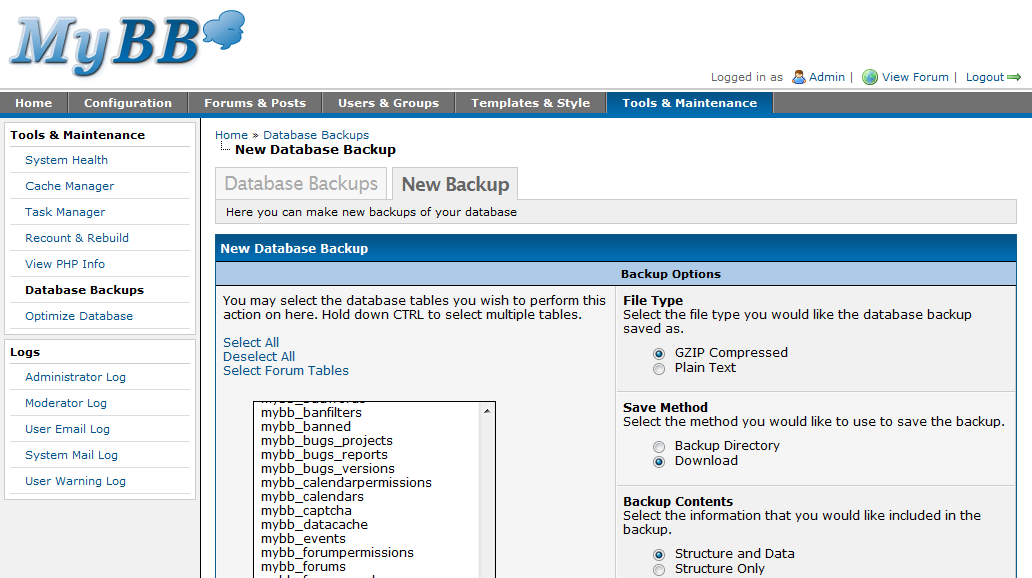 MyBB
Logged in as Admin | View Forum | Logout
Home Configuration Forums & Posts Users & Groups Templates & Style Tools & Maintenance
Tools & Maintenance
System Health
Cache Manager
Task Manager
Recount & Rebuild
View PHP Info
Database Backups
Optimize Database
Logs
Administrator Log
Moderator Log
User Email Log
System Mail Log
User Warning Log
Home » Database Backups
New Database Backup
Database Backups New Backup
Here you can make new backups of your database
New Database Backup
Backup Options
You may select the database tables you wish to perform this
action on here. Hold down CTRL to select multiple tables.
Select All
Deselect All
Select Forum Tables
mybb_banfilters
mybb_banned
mybb_bugs_projects
mybb_bugs_reports
mybb_bugs_versions
mybb_calendarpermissions
mybb_calendars
mybb_captcha
mybb_datacache
mybb_events
mybb_forumpermissions
mybb_forums
File Type
Select the file type you would like the database backup
saved as.
GZIP Compressed
Plain Text
Save Method
Select the method you would like to use to save the backup.
Backup Directory
Download
Backup Contents
Select the information that you would like included in the
backup.
Structure and Data
Structure Only